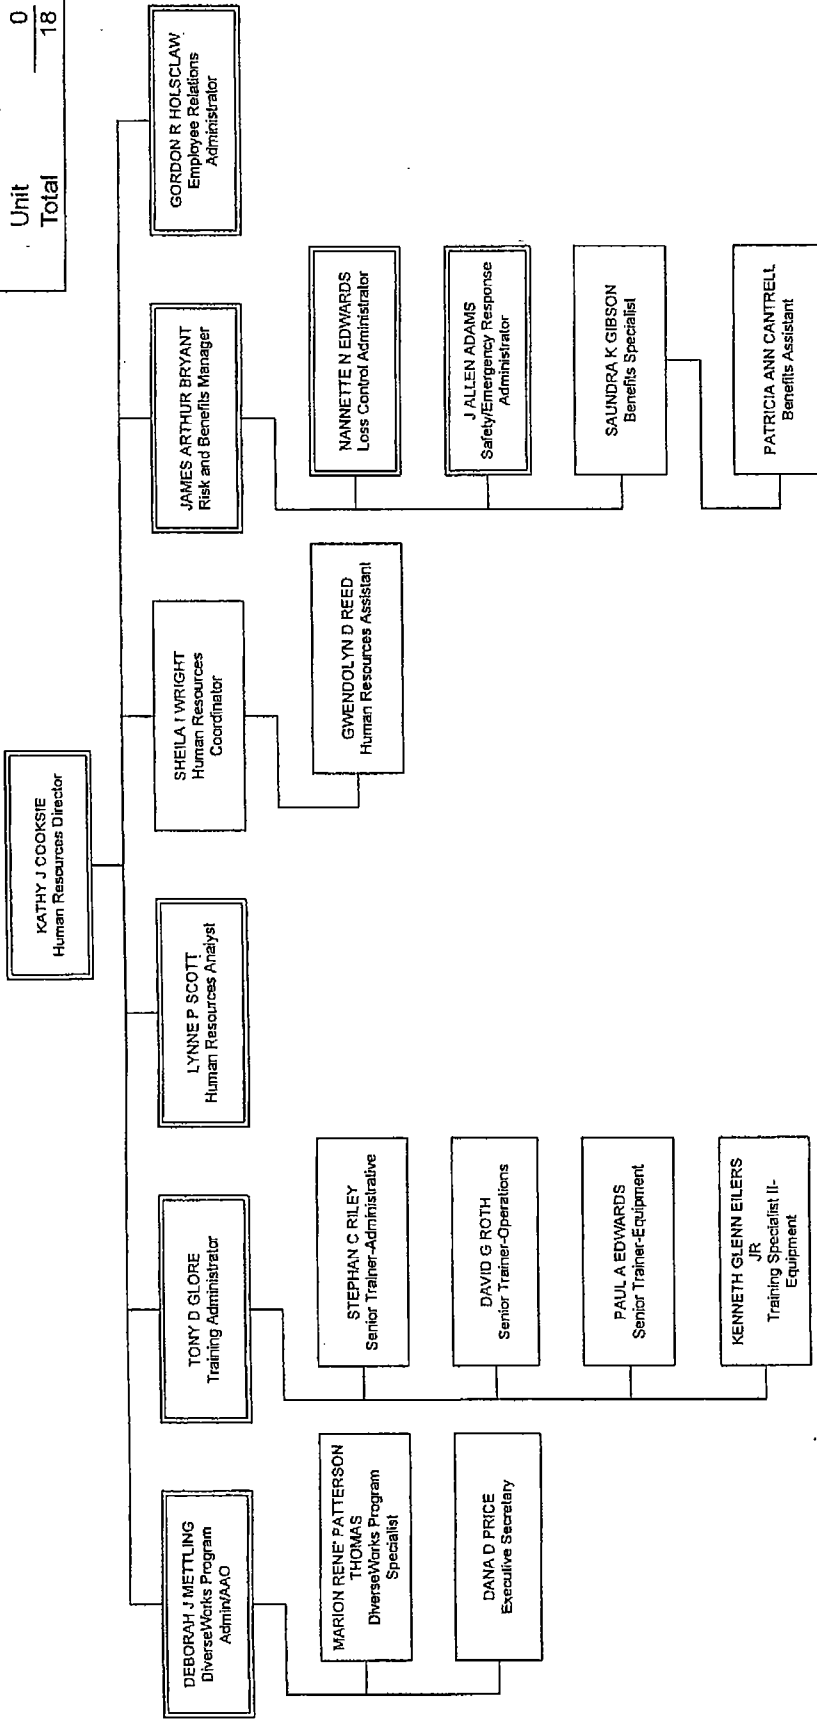 Unit 0
Total 18
KATHY J COOKSIE
Human Resources Director
DEBORAH J METTLING
DiverseWorks Program
Admin/AAO
TONY D GLORE
Training Administrator
LYNNE P SCOTT
Human Resources Analyst
SHEILA I WRIGHT
Human Resources
Coordinator
JAMES ARTHUR BRYANT
Risk and Benefits Manager
GORDON R HOLSCLAW
Employee Relations
Administrator
MARION RENE' PATTERSON
THOMAS
DiverseWorks Program
Specialist
DANA D PRICE
Executive Secretary
STEPHAN C RILEY
Senior Trainer-Administrative
DAVID G ROTH
Senior Trainer-Operations
PAUL A EDWARDS
Senior Trainer-Equipment
KENNETH GLENN EILERS
JR
Training Specialist II-
Equipment
GWENDOLYN D REED
Human Resources Assistant
NANNETTE N EDWARDS
Loss Control Administrator
J ALLEN ADAMS
Safety/Emergency Response
Administrator
SAUNDRA K GIBSON
Benefits Specialist
PATRICIA ANN CANTRELL
Benefits Assistant